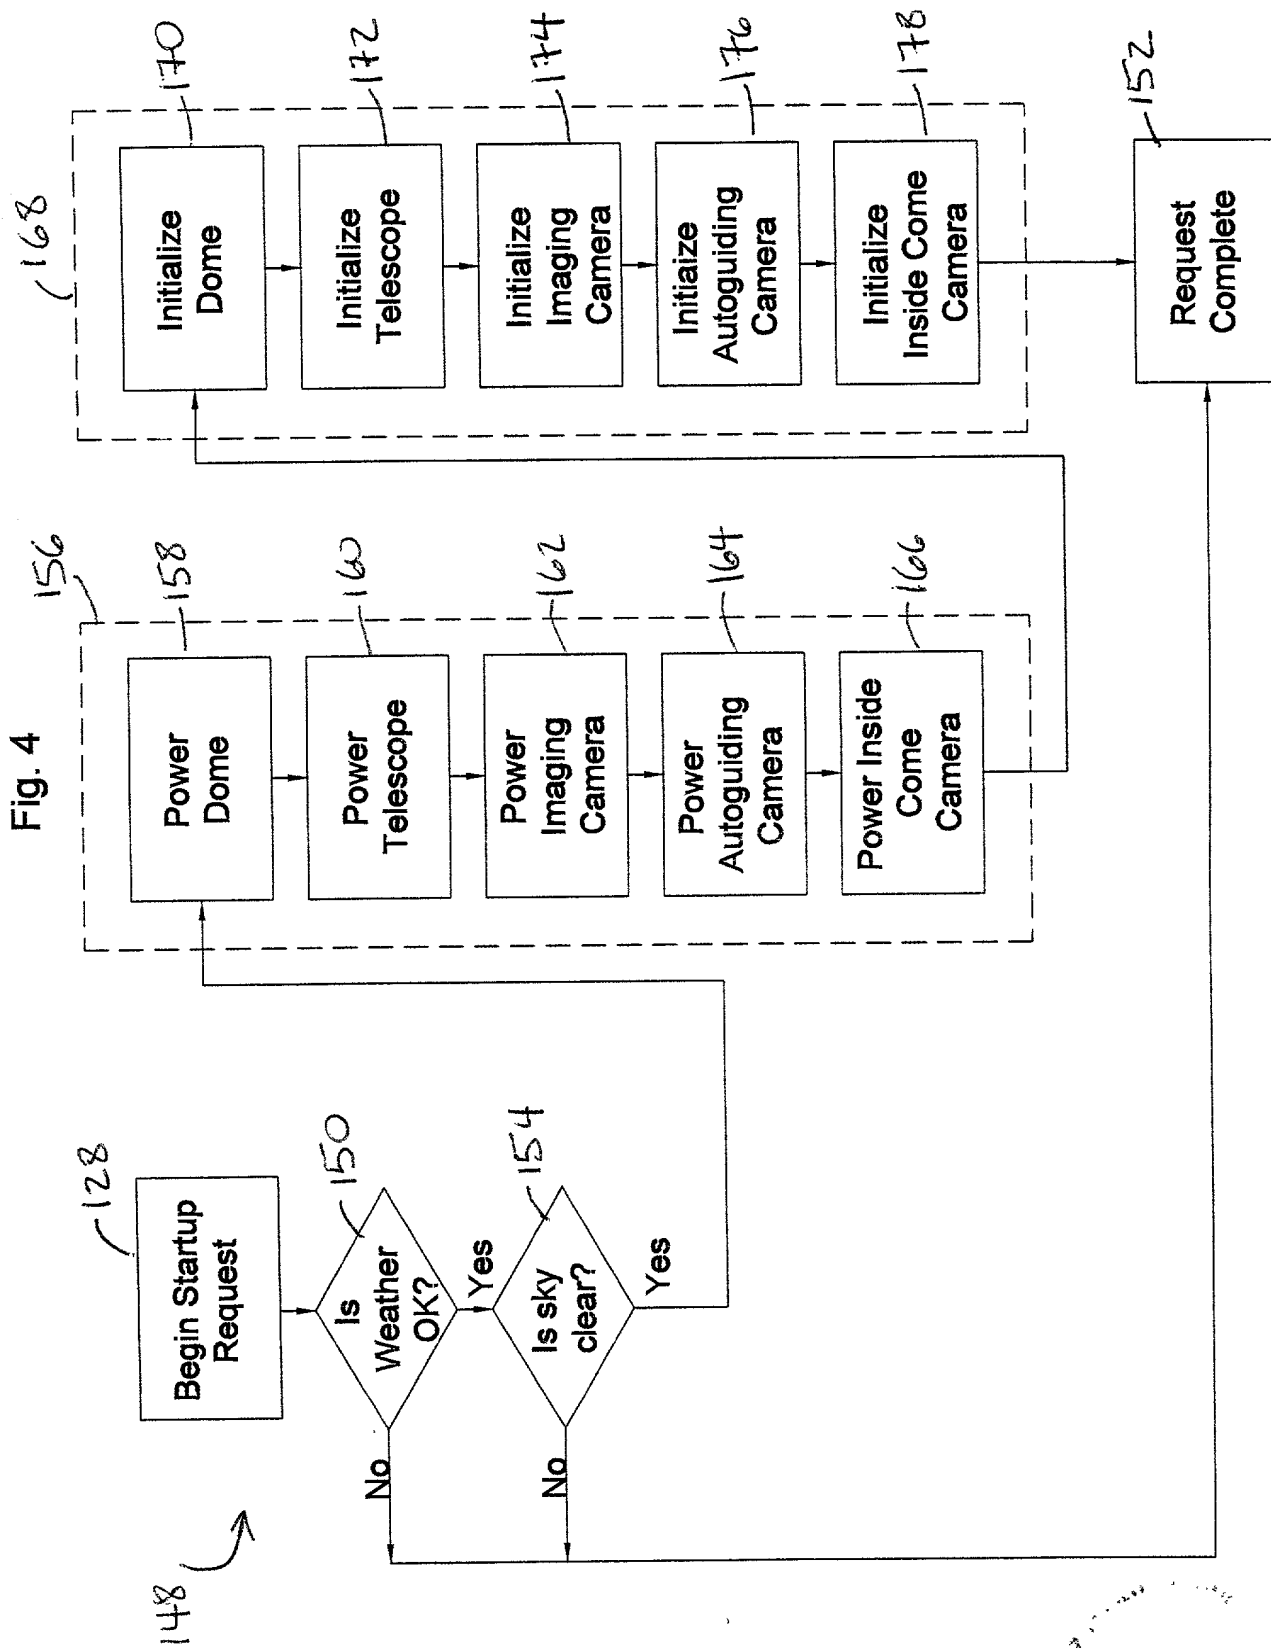 Fig. 4
148
128
Begin Startup
Request
150
Is
Weather
OK?
No
Yes
154
Is sky
clear?
No
Yes
156
158
Power
Dome
160
Power
Telescope
162
Power
Imaging
Camera
164
Power
Autoguiding
Camera
166
Power Inside
Come
Camera
168
170
Initialize
Dome
172
Initialize
Telescope
174
Initialize
Imaging
Camera
176
Initiaize
Autoguiding
Camera
178
Initialize
Inside Come
Camera
152
Request
Complete